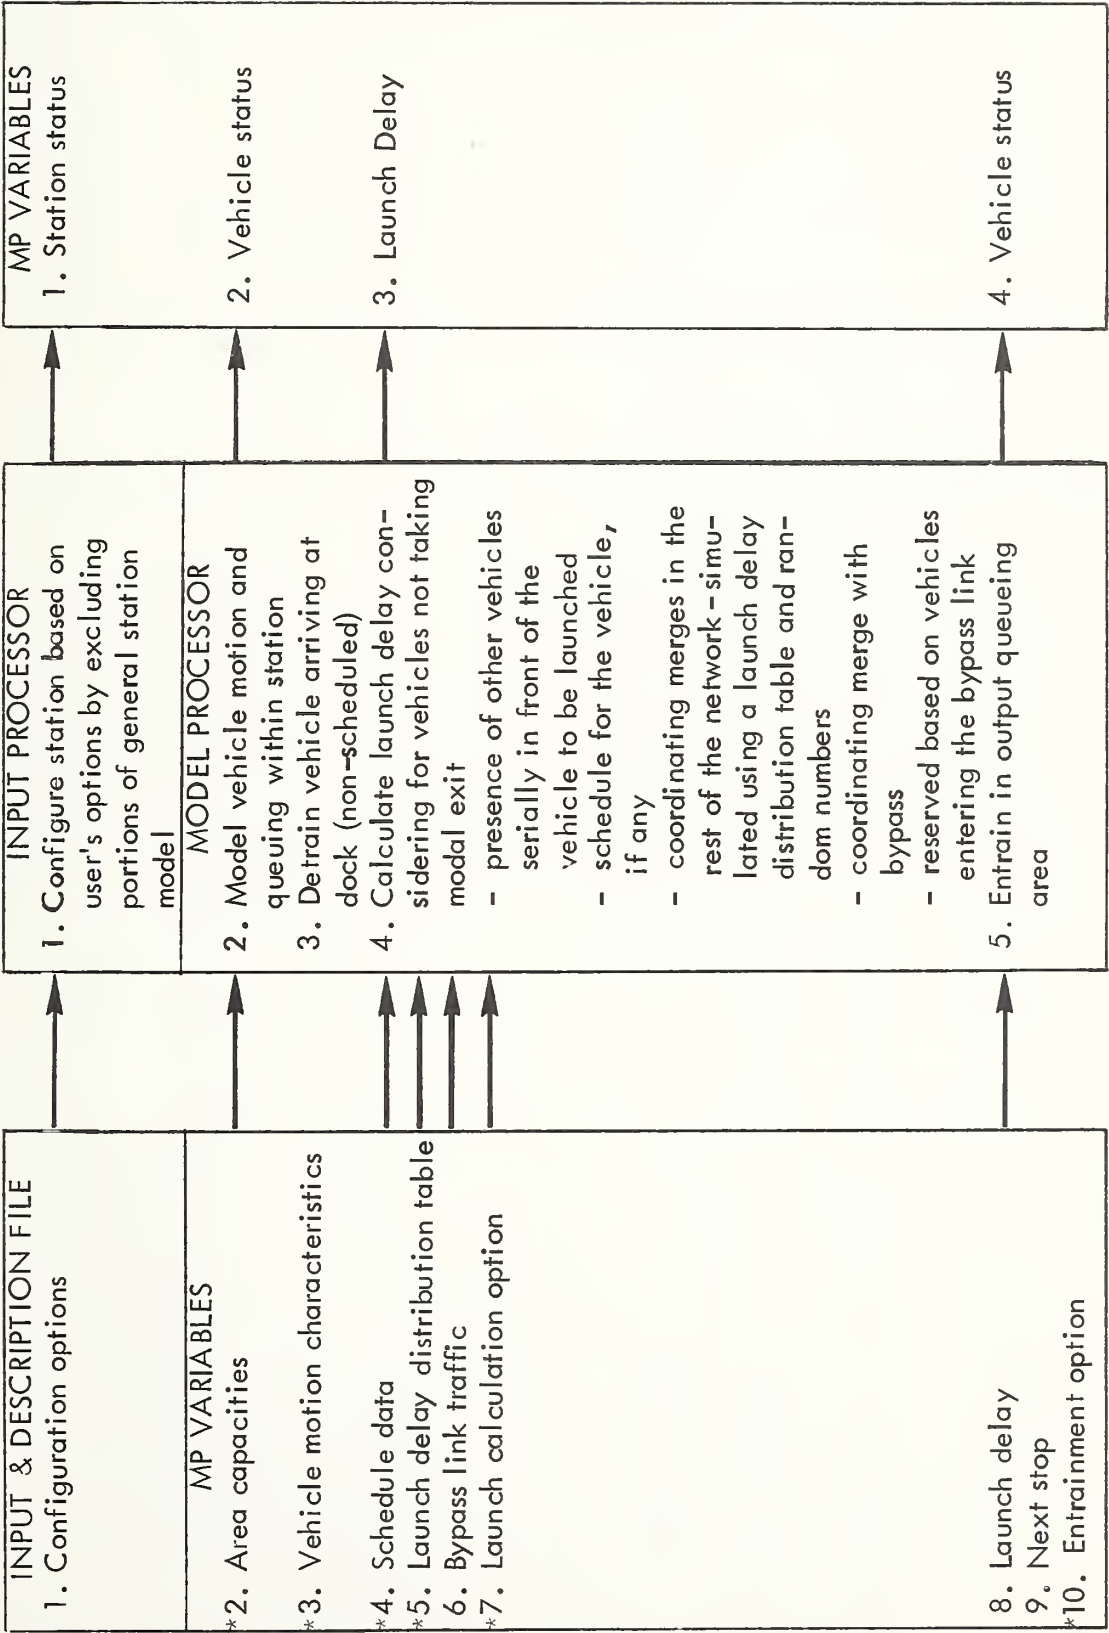 INPUT & DESCRIPTION FILE
1. Configuration options
MP VARIABLES
*2. Area capacities
*3. Vehicle motion characteristics
*4. Schedule data
*5. Launch delay distribution table
6. Bypass link traffic
*7. Launch calculation option
8. Launch delay
9. Next stop
*10. Entrainment option
INPUT PROCESSOR
1. Configure station based on
user's options by excluding
portions of general station
model
MODEL PROCESSOR
2. Model vehicle motion and
queuing within station
3. Detrain vehicle arriving at
dock (non-scheduled)
4. Calculate launch delay con-
sidering for vehicles not taking
modal exit
- presence of other vehicles
serially in front of the
vehicle to be launched
- schedule for the vehicle,
if any
- coordinating merges in the
rest of the network-simu-
lated using a launch delay
distribution table and ran-
dom numbers
- coordinating merge with
bypass
- reserved based on vehicles
entering the bypass link
5. Entrain in output queueing
area
MP VARIABLES
1. Station status
2. Vehicle status
3. Launch Delay
4. Vehicle status